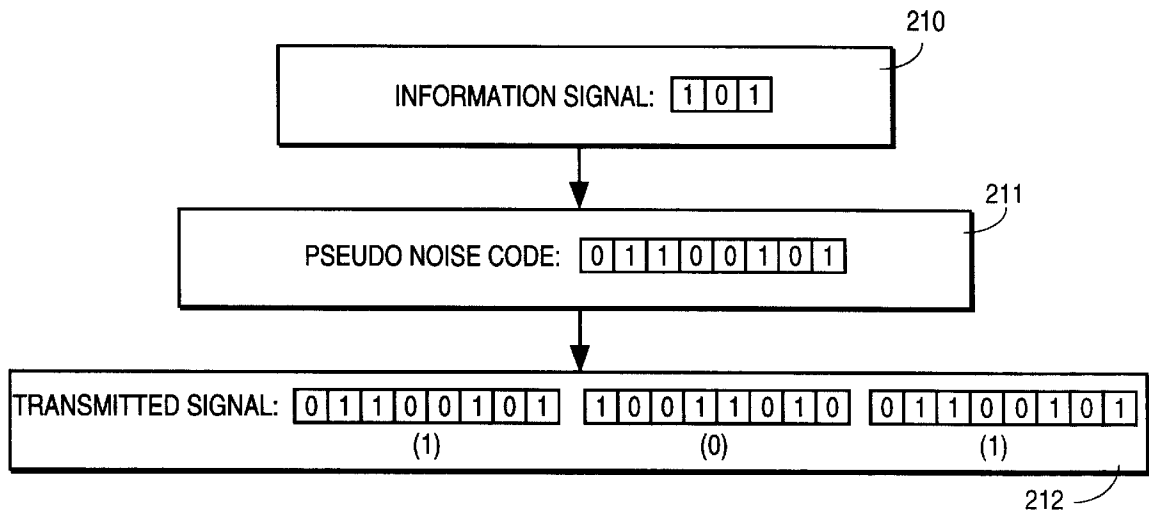 210
INFORMATION SIGNAL: 1 0 1
211
PSEUDO NOISE CODE: 0 1 1 0 0 1 0 1
TRANSMITTED SIGNAL: 0 1 1 0 0 1 0 1 1 0 0 1 1 0 1 0 0 1 1 0 0 1 0 1
(1) (0) (1)
212